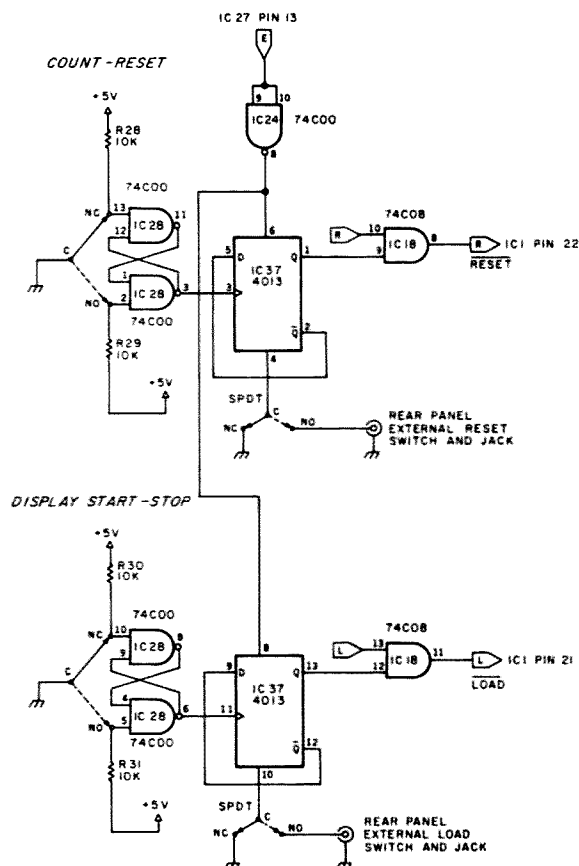 IC 27 PIN 13
E
COUNT-RESET
+5V
9 10
IC24
74C00
8
R28
10K
74C00
NC
13
12
IC28
11
C
1
2
NO
IC28
3
74C00
R29
10K
+5V
6
5
D
Q
1
IC37
4013
3
Q
2
4
74C08
R
10
9
IC18
8
R
IC1 PIN 22
RESET
SPDT
C
NC
NO
REAR PANEL
EXTERNAL RESET
SWITCH AND JACK
DISPLAY START-STOP
+5V
R30
10K
74C00
NC
10
9
IC28
8
C
4
5
NO
IC28
6
74C00
R31
10K
+5V
8
9
D
Q
13
IC37
4013
11
Q
12
10
74C08
L
13
12
IC18
11
L
IC1 PIN 21
LOAD
SPDT
C
NC
NO
REAR PANEL
EXTERNAL LOAD
SWITCH AND JACK